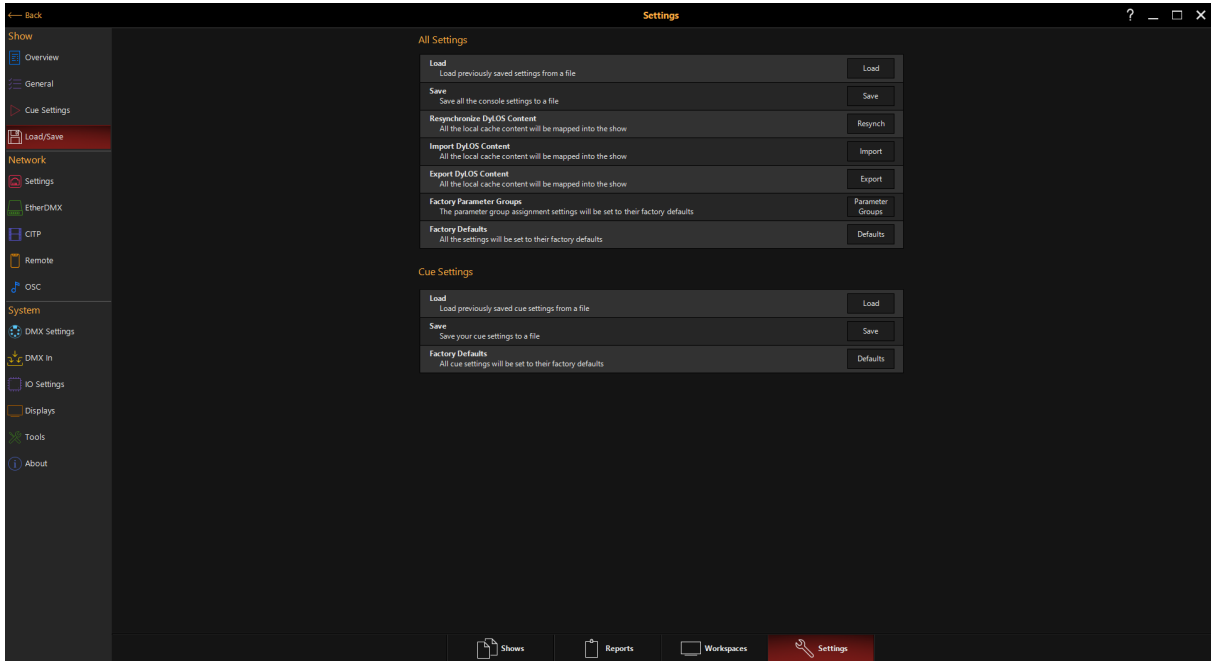 Back
Settings
?
Show
Overview
General
Cue Settings
Load/Save
Network
Settings
EtherDMX
CITP
Remote
OSC
System
DMX Settings
DMX In
IO Settings
Displays
Tools
About
All Settings
Load
Load previously saved settings from a file
Load
Save
Save all the console settings to a file
Save
Resynchronize DyLOS Content
All the local cache content will be mapped into the show
Resynch
Import DyLOS Content
All the local cache content will be mapped into the show
Import
Export DyLOS Content
All the local cache content will be mapped into the show
Export
Factory Parameter Groups
The parameter group assignment settings will be set to their factory defaults
Parameter
Groups
Factory Defaults
All the settings will be set to their factory defaults
Defaults
Cue Settings
Load
Load previously saved cue settings from a file
Load
Save
Save your cue settings to a file
Save
Factory Defaults
All cue settings will be set to their factory defaults
Defaults
Shows
Reports
Workspaces
Settings